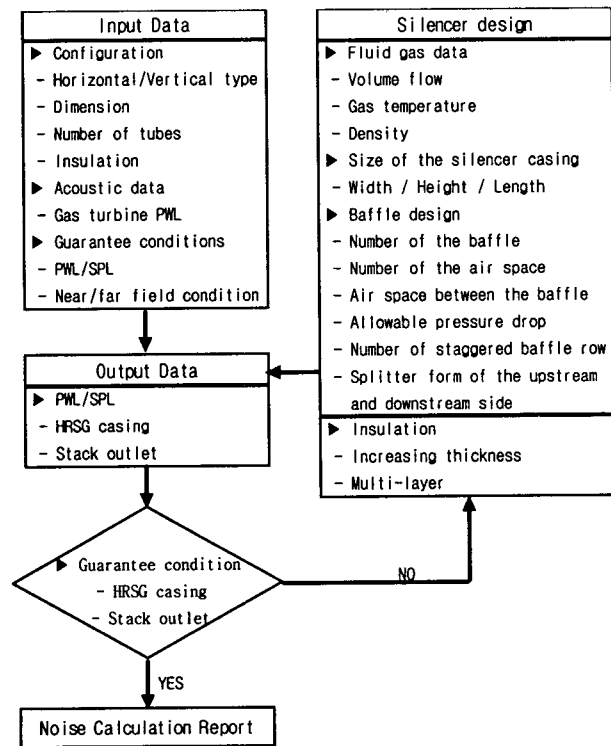 Input Data
▶ Configuration
- Horizontal/Vertical type
- Dimension
- Number of tubes
- Insulation
▶ Acoustic data
- Gas turbine PWL
▶ Guarantee conditions
- PWL/SPL
- Near/far field condition
Output Data
▶ PWL/SPL
- HRSG casing
- Stack outlet
▶ Guarantee condition
- HRSG casing
- Stack outlet
NO
YES
Noise Calculation Report
Silencer design
▶ Fluid gas data
- Volume flow
- Gas temperature
- Density
▶ Size of the silencer casing
- Width / Height / Length
▶ Baffle design
- Number of the baffle
- Number of the air space
- Air space between the baffle
- Allowable pressure drop
- Number of staggered baffle row
- Splitter form of the upstream
and downstream side
▶ Insulation
- Increasing thickness
- Multi-layer